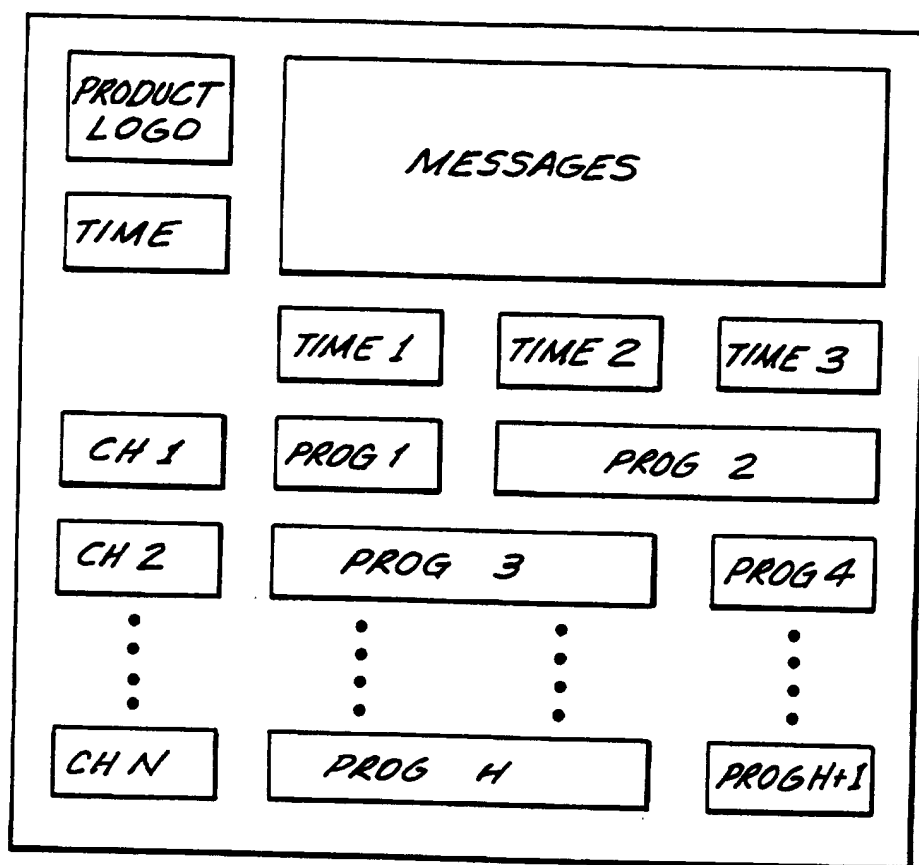 PRODUCT
LOGO
MESSAGES
TIME
TIME 1
TIME 2
TIME 3
CH 1
PROG 1
PROG 2
CH 2
PROG 3
PROG 4
CH N
PROG H
PROG H+1